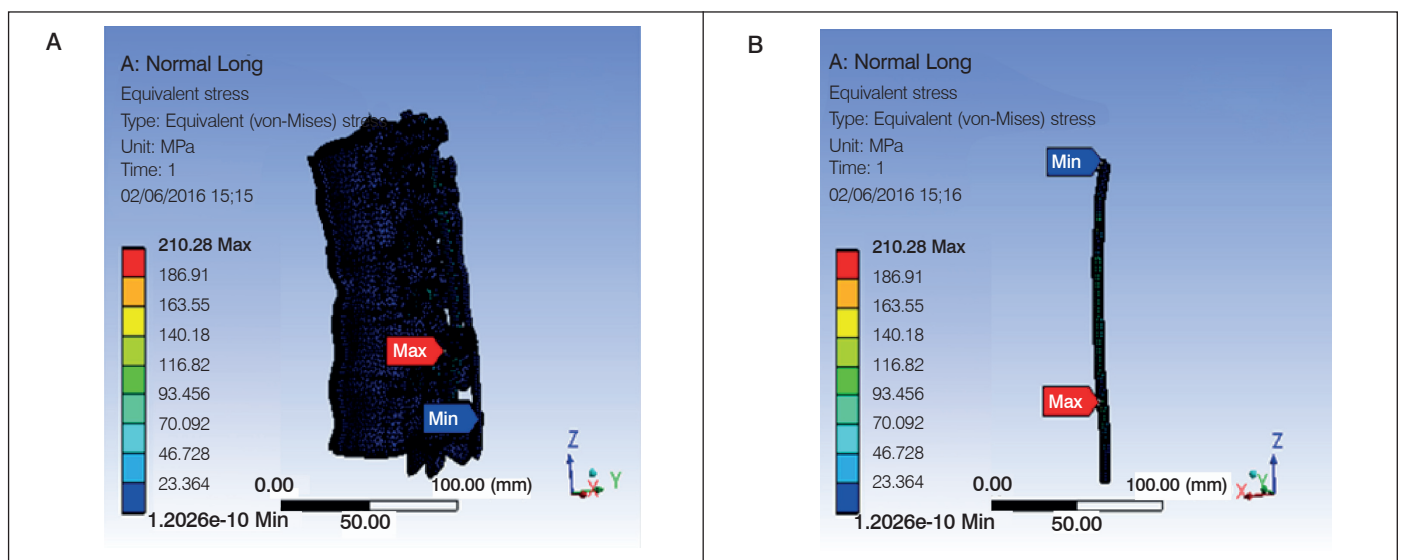 A
A: Normal Long
Equivalent stress
Type: Equivalent (von-Mises) stress
Unit: MPa
Time: 1
02/06/2016 15;15
210.28 Max
186.91
163.55
140.18
116.82
93.456
70.092
46.728
23.364
1.2026e-10 Min
Max
Min
0.00
100.00 (mm)
50.00
Z
Y
X
B
A: Normal Long
Equivalent stress
Type: Equivalent (von-Mises) stress
Unit: MPa
Time: 1
02/06/2016 15;16
210.28 Max
186.91
163.55
140.18
116.82
93.456
70.092
46.728
23.364
1.2026e-10 Min
Min
Max
0.00
100.00 (mm)
50.00
Z
Y
X